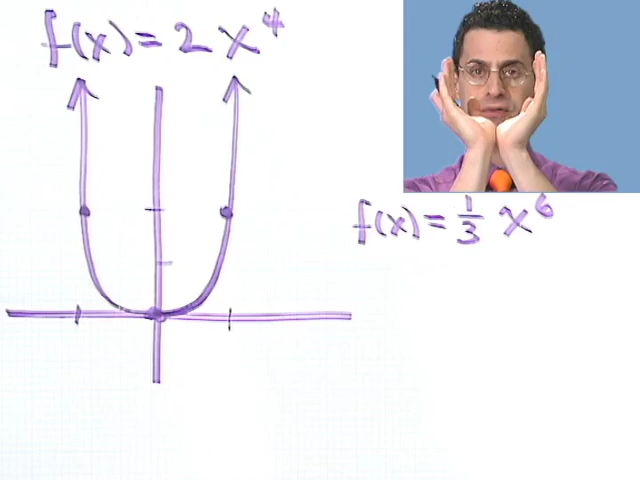 f(x) = 2x⁴
f(x) = 1/3 x⁶